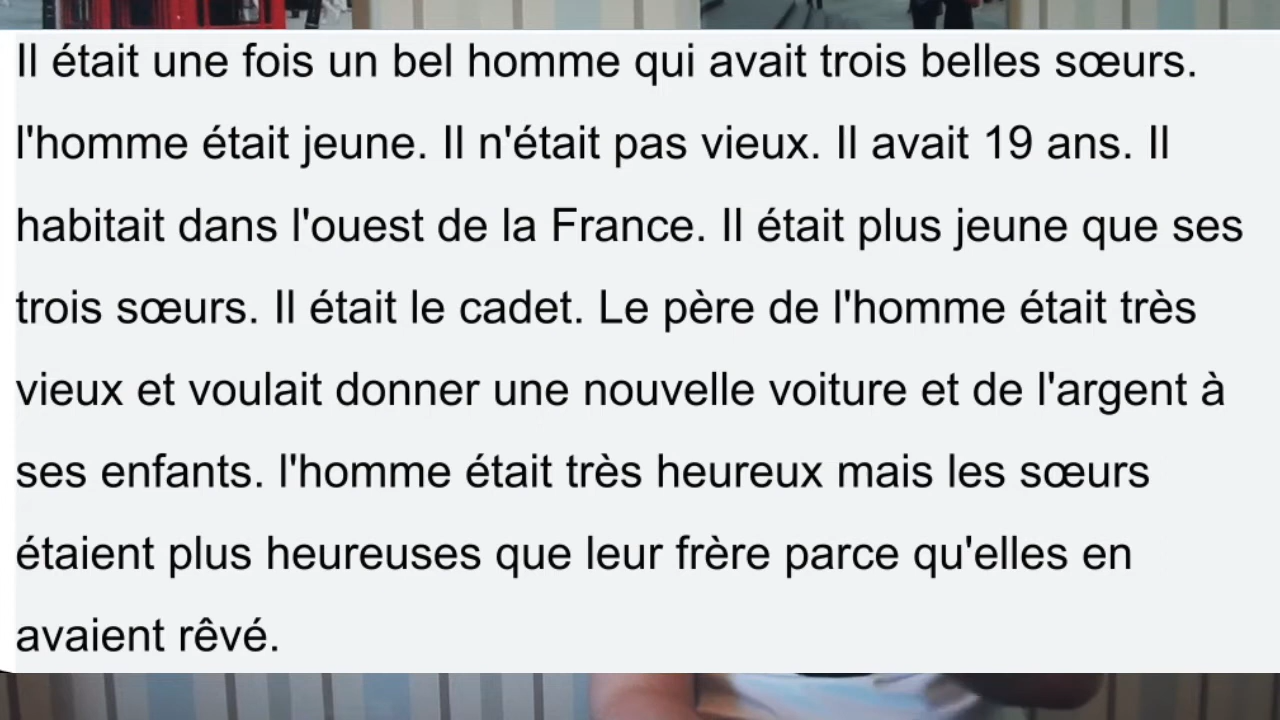 Il était une fois un bel homme qui avait trois belles sœurs.
l'homme était jeune. Il n'était pas vieux. Il avait 19 ans. Il
habitait dans l'ouest de la France. Il était plus jeune que ses
trois sœurs. Il était le cadet. Le père de l'homme était très
vieux et voulait donner une nouvelle voiture et de l'argent à
ses enfants. l'homme était très heureux mais les sœurs
étaient plus heureuses que leur frère parce qu'elles en
avaient rêvé.